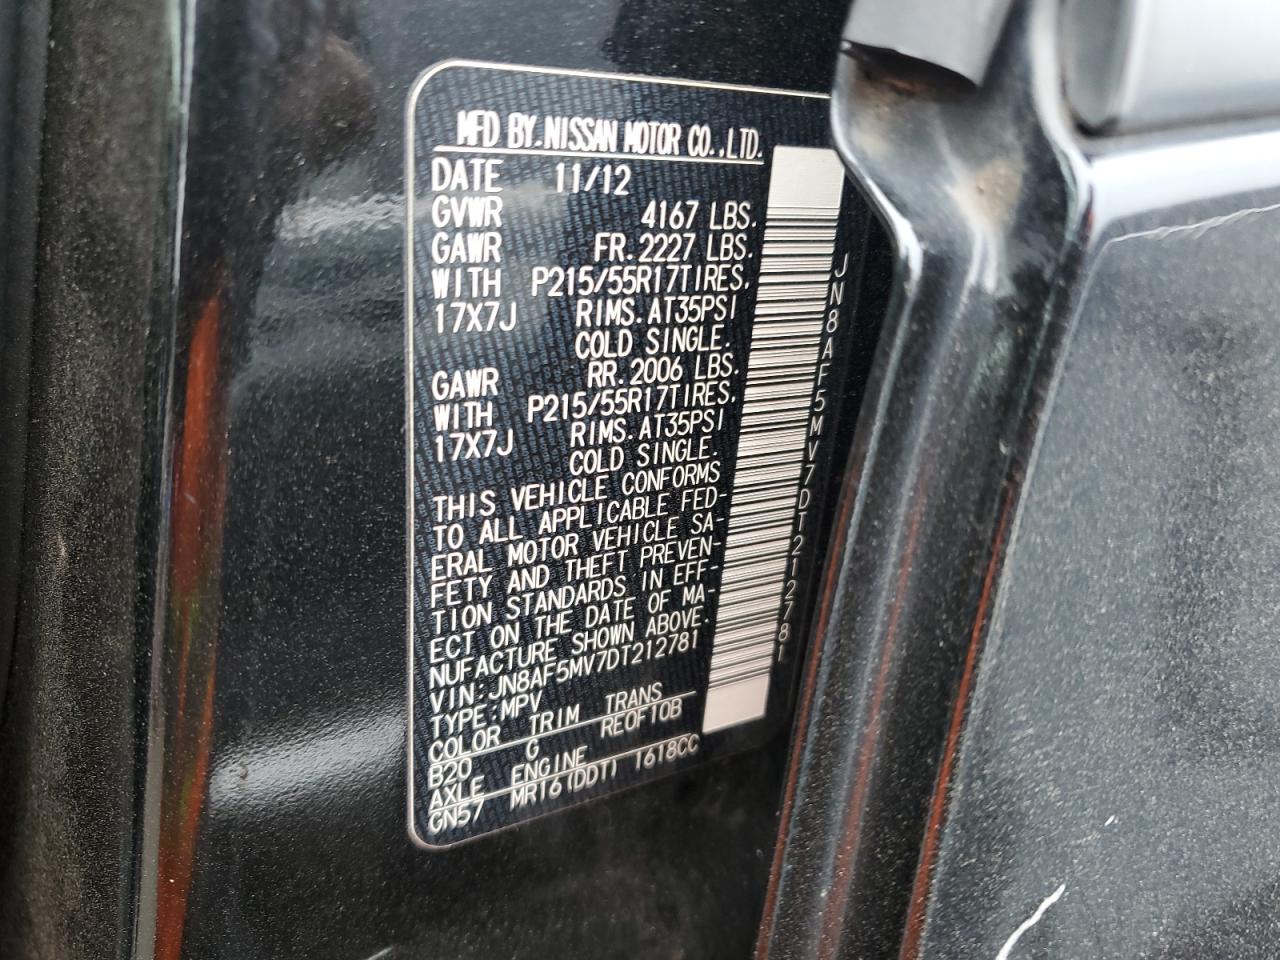 MFD BY.NISSAN MOTOR CO.,LTD.
DATE 11/12
GVWR 4167 LBS.
GAWR FR.2227 LBS.
WITH P215/55R17TIRES.
17X7J RIMS.AT35PSI
COLD SINGLE.
GAWR RR.2006 LBS.
WITH P215/55R17TIRES.
17X7J RIMS.AT35PSI
COLD SINGLE.
THIS VEHICLE CONFORMS
TO ALL APPLICABLE FED-
ERAL MOTOR VEHICLE SA-
FETY AND THEFT PREVEN-
TION STANDARDS IN EFF-
ECT ON THE DATE OF MA-
NUFACTURE SHOWN ABOVE.
VIN:JN8AF5MV7DT212781
TYPE:MPV
COLOR TRIM TRANS
B20 G RE0F10B
AXLE ENGINE
GN57 MR16(DDT) 1618CC
JN8AF5MV7DT212781